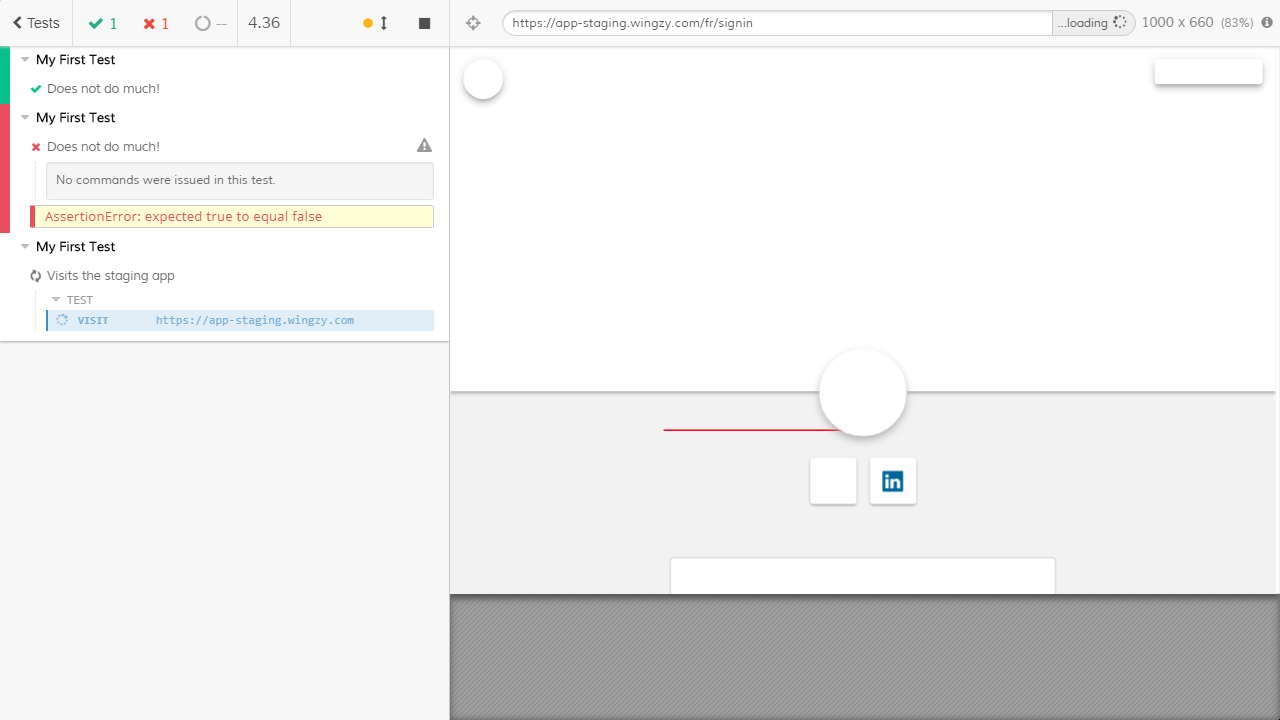 Tests
1
1
--
4.36
https://app-staging.wingzy.com/fr/signin
...loading
1000 x 660 (83%)
My First Test
Does not do much!
My First Test
Does not do much!
No commands were issued in this test.
AssertionError: expected true to equal false
My First Test
Visits the staging app
TEST
VISIT https://app-staging.wingzy.com
in